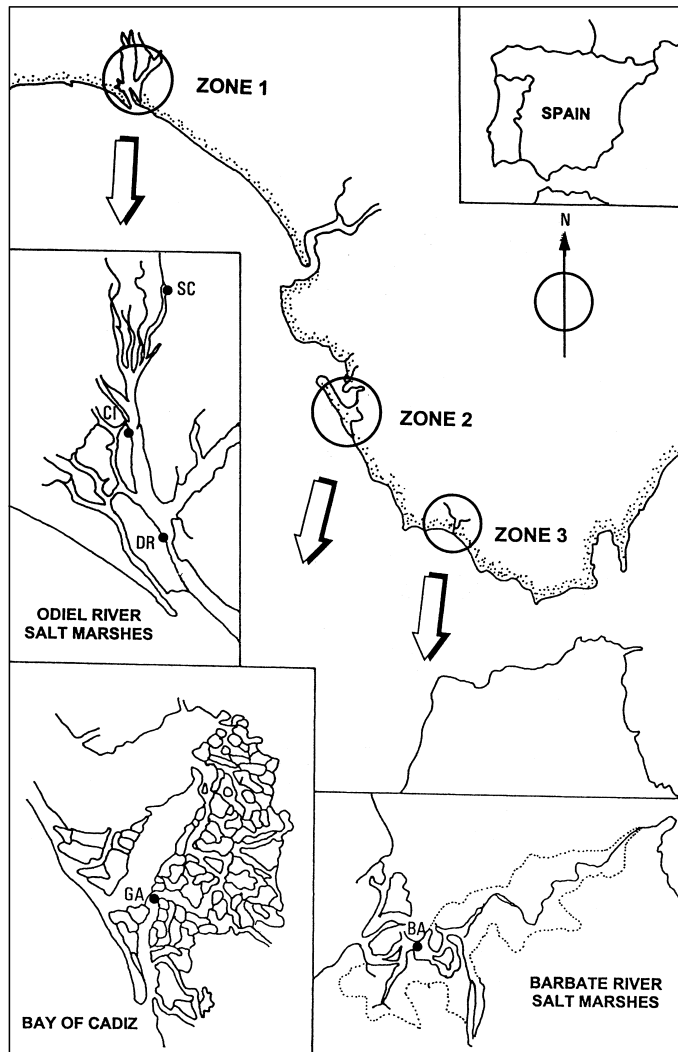 ZONE 1
SPAIN
N
SC
ZONE 2
CI
ZONE 3
DR
ODIEL RIVER
SALT MARSHES
GA
BA
BARBATE RIVER
SALT MARSHES
BAY OF CADIZ